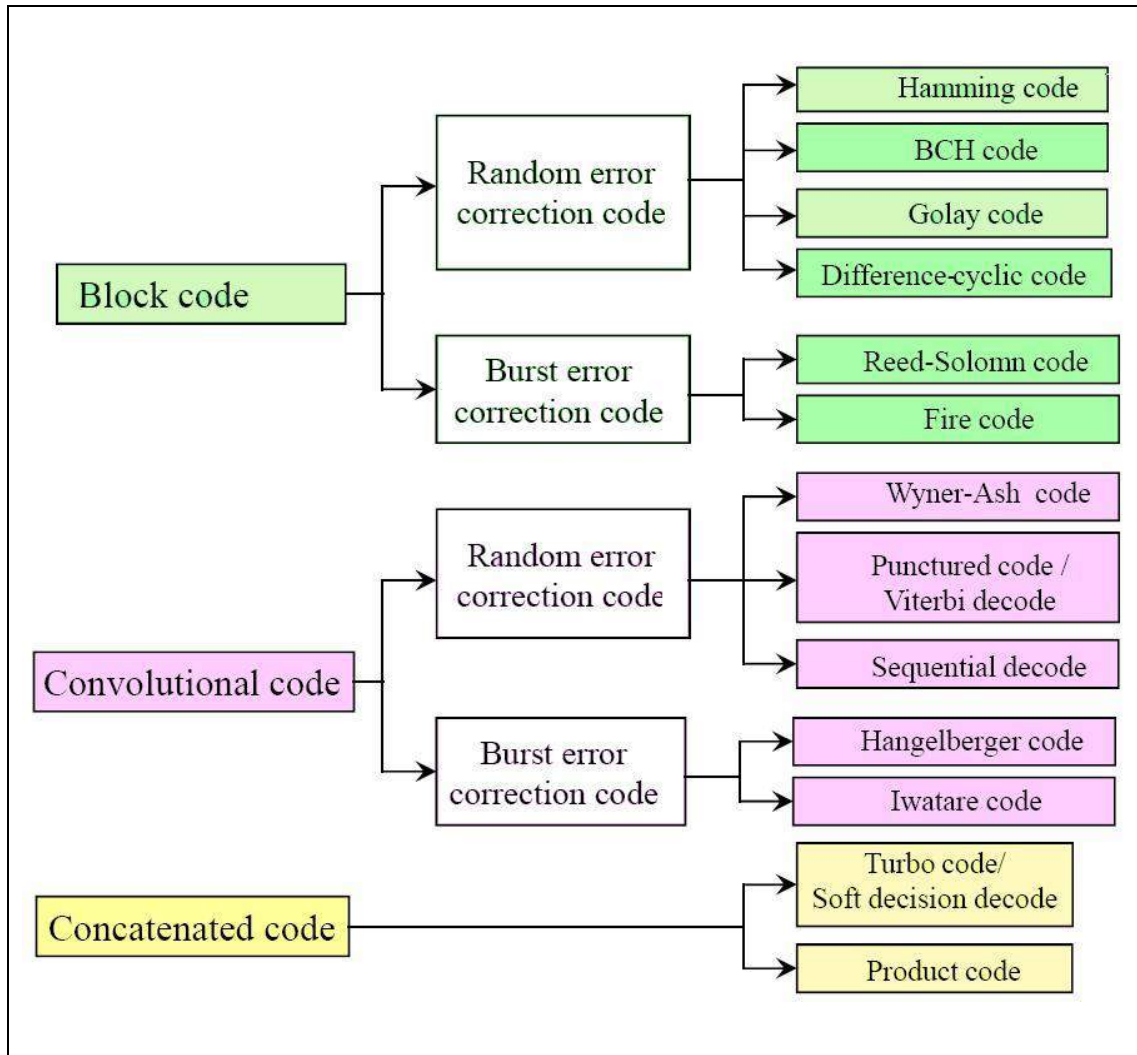 Block code
Random error
correction code
Hamming code
BCH code
Golay code
Difference-cyclic code
Burst error
correction code
Reed-Solomn code
Fire code
Convolutional code
Random error
correction code
Wyner-Ash code
Punctured code /
Viterbi decode
Sequential decode
Burst error
correction code
Hangelberger code
Iwatare code
Concatenated code
Turbo code/
Soft decision decode
Product code